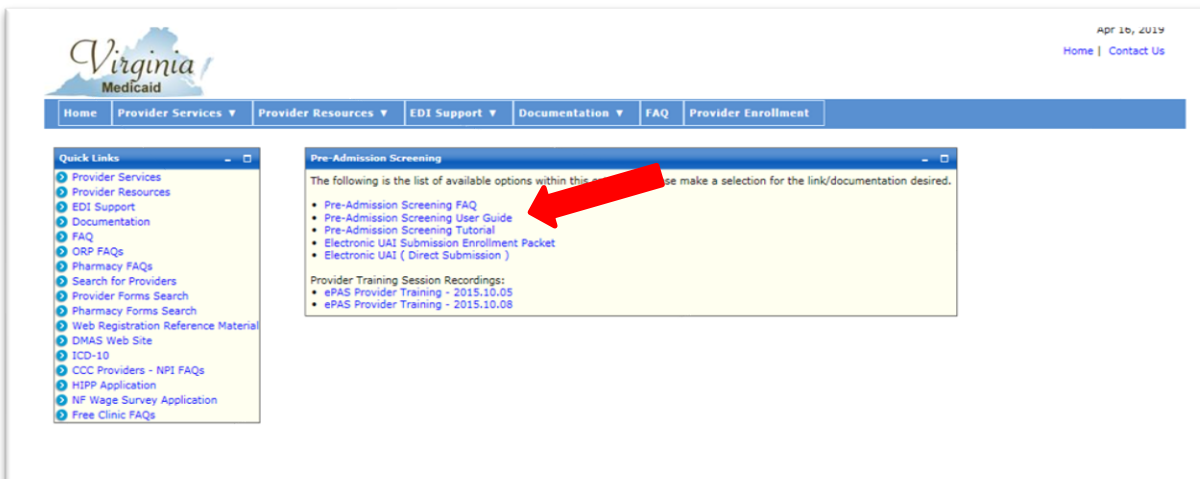 Apr 16, 2019
Home | Contact Us
Virginia
Medicaid
Home Provider Services ▼ Provider Resources ▼ EDI Support ▼ Documentation ▼ FAQ Provider Enrollment
Quick Links
Provider Services
Provider Resources
EDI Support
Documentation
FAQ
ORP FAQs
Pharmacy FAQs
Search for Providers
Provider Forms Search
Pharmacy Forms Search
Web Registration Reference Material
DMAS Web Site
ICD-10
CCC Providers - NPI FAQs
HIPP Application
NF Wage Survey Application
Free Clinic FAQs
Pre-Admission Screening
The following is the list of available options within this make a selection for the link/documentation desired.
• Pre-Admission Screening FAQ
• Pre-Admission Screening User Guide
• Pre-Admission Screening Tutorial
• Electronic UAI Submission Enrollment Packet
• Electronic UAI ( Direct Submission )
Provider Training Session Recordings:
• ePAS Provider Training - 2015.10.05
• ePAS Provider Training - 2015.10.08